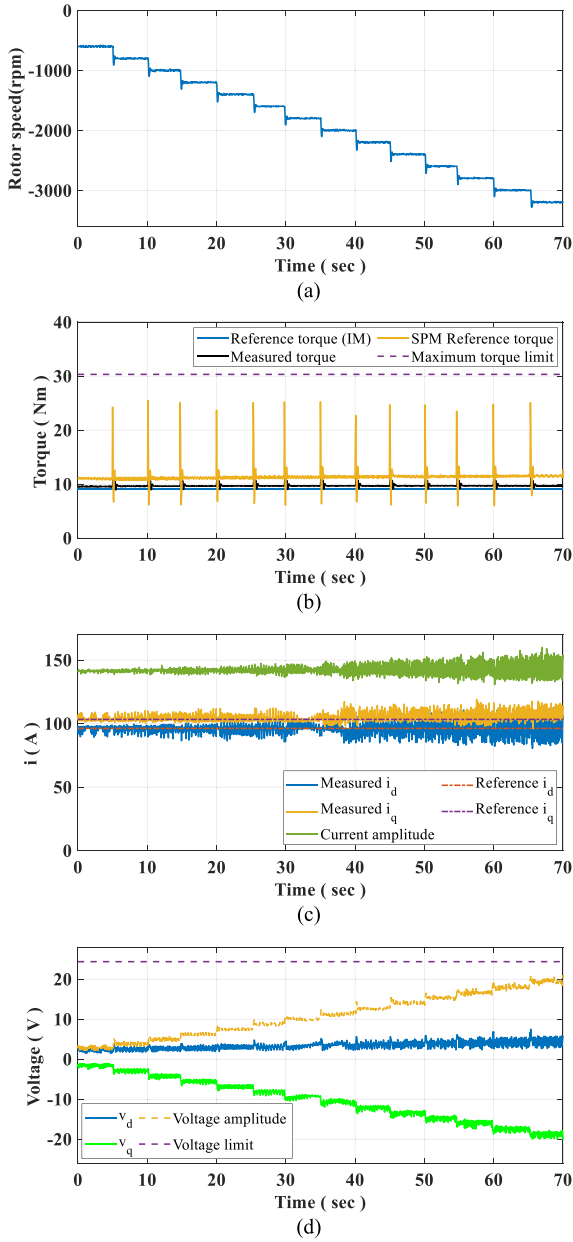 0
-1000
-2000
-3000
Rotor speed(rpm)
0 10 20 30 40 50 60 70
Time ( sec )
(a)
40
30
20
10
0
Torque ( Nm )
Reference torque (IM) SPM Reference torque
Measured torque Maximum torque limit
0 10 20 30 40 50 60 70
Time ( sec )
(b)
150
100
50
0
i ( A )
Measured i_d Reference i_d
Measured i_q Reference i_q
Current amplitude
0 10 20 30 40 50 60 70
Time ( sec )
(c)
20
10
0
-10
-20
Voltage ( V )
v_d Voltage amplitude
v_q Voltage limit
0 10 20 30 40 50 60 70
Time ( sec )
(d)